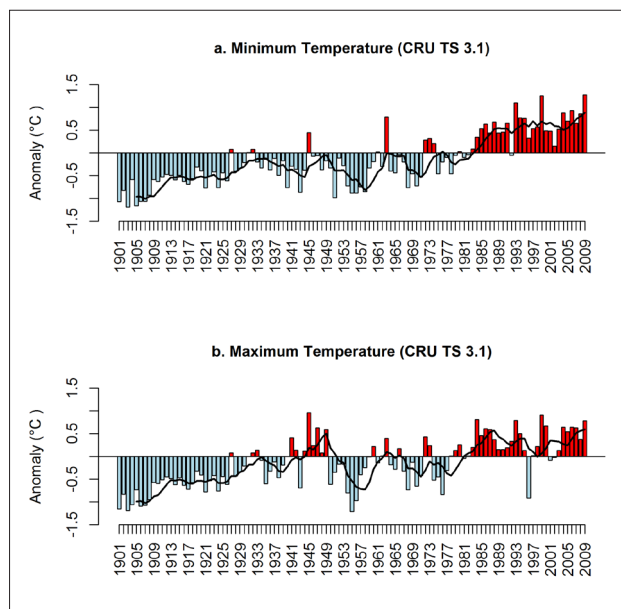 a. Minimum Temperature (CRU TS 3.1)
Anomaly (°C )
1.5
0.5
-0.5
-1.5
1901 1905 1909 1913 1917 1921 1925 1929 1933 1937 1941 1945 1949 1953 1957 1961 1965 1969 1973 1977 1981 1985 1989 1993 1997 2001 2005 2009
b. Maximum Temperature (CRU TS 3.1)
Anomaly (°C )
1.5
0.5
-0.5
-1.5
1901 1905 1909 1913 1917 1921 1925 1929 1933 1937 1941 1945 1949 1953 1957 1961 1965 1969 1973 1977 1981 1985 1989 1993 1997 2001 2005 2009